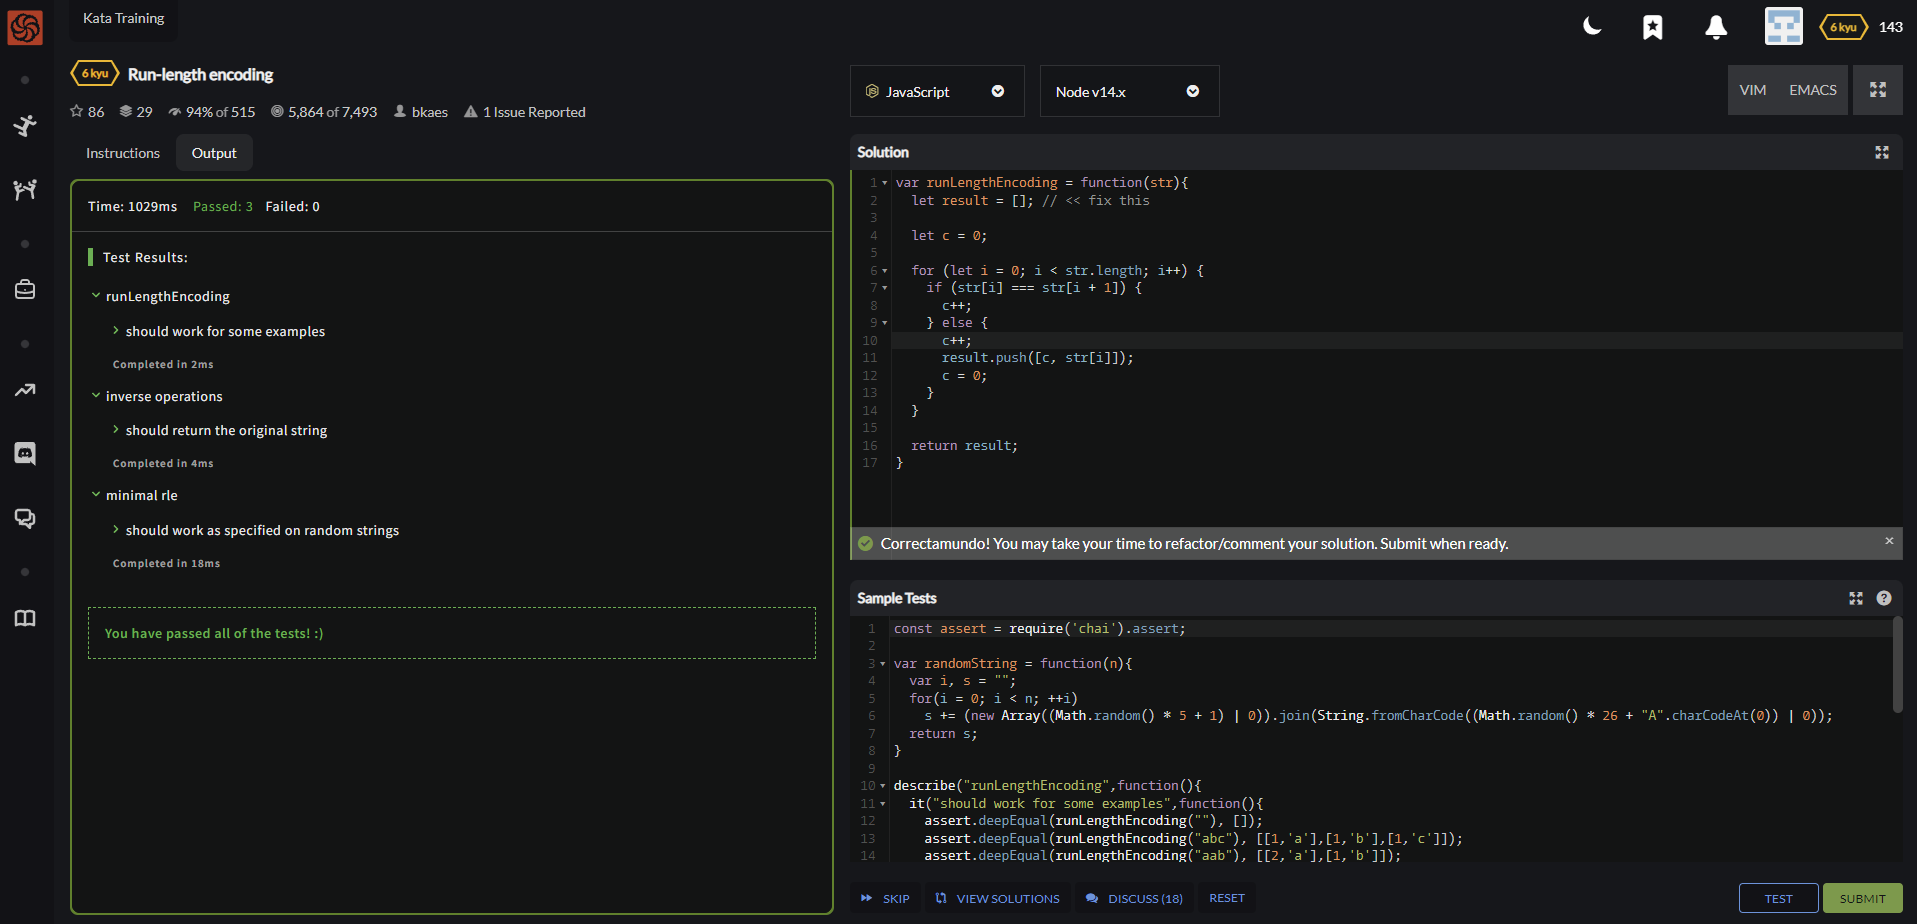 Kata Training
6 kyu
143
6 kyu Run-length encoding
86 29 94% of 515 5,864 of 7,493 bkaes 1 Issue Reported
Instructions
Output
Time: 1029ms Passed: 3 Failed: 0
Test Results:
runLengthEncoding
should work for some examples
Completed in 2ms
inverse operations
should return the original string
Completed in 4ms
minimal rle
should work as specified on random strings
Completed in 18ms
You have passed all of the tests! :)
JavaScript
Node v14.x
VIM
EMACS
Solution
1 var runLengthEncoding = function(str){
2 let result = []; // << fix this
3
4 let c = 0;
5
6 for (let i = 0; i < str.length; i++) {
7 if (str[i] === str[i + 1]) {
8 c++;
9 } else {
10 c++;
11 result.push([c, str[i]]);
12 c = 0;
13 }
14 }
15
16 return result;
17 }
Correctamundo! You may take your time to refactor/comment your solution. Submit when ready.
Sample Tests
1 const assert = require('chai').assert;
2
3 var randomString = function(n){
4 var i, s = "";
5 for(i = 0; i < n; ++i)
6 s += (new Array((Math.random() * 5 + 1) | 0)).join(String.fromCharCode((Math.random() * 26 + "A".charCodeAt(0)) | 0));
7 return s;
8 }
9
10 describe("runLengthEncoding",function(){
11 it("should work for some examples",function(){
12 assert.deepEqual(runLengthEncoding(""), []);
13 assert.deepEqual(runLengthEncoding("abc"), [[1,'a'],[1,'b'],[1,'c']]);
14 assert.deepEqual(runLengthEncoding("aab"), [[2,'a'],[1,'b']]);
SKIP
VIEW SOLUTIONS
DISCUSS (18)
RESET
TEST
SUBMIT